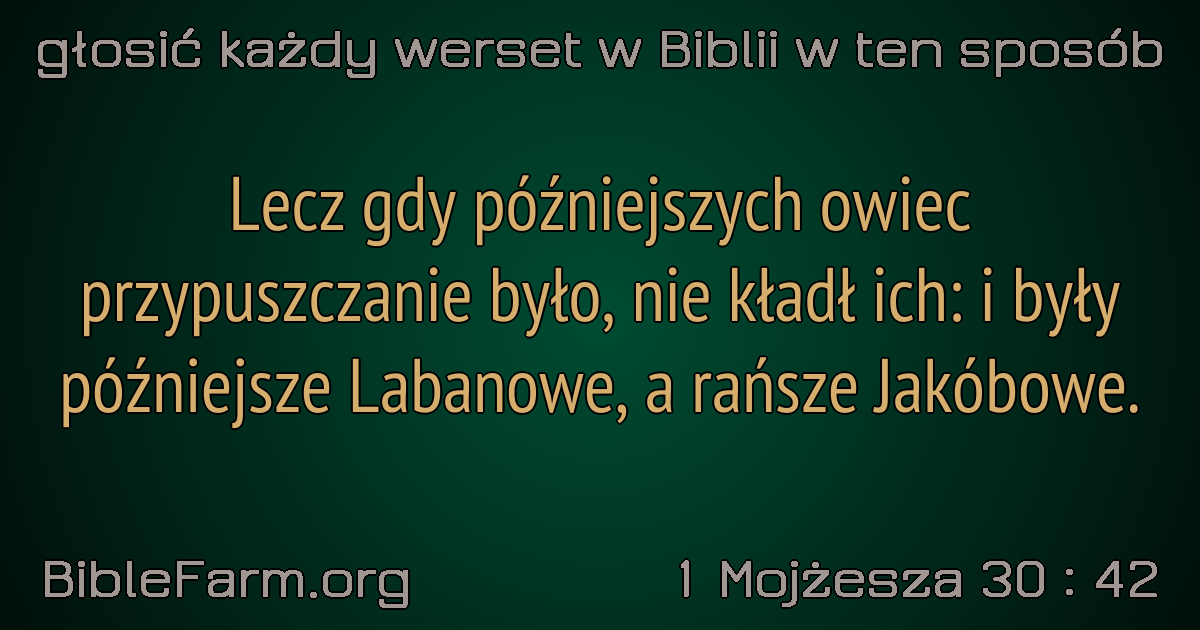 głosić każdy werset w Biblii w ten sposób
Lecz gdy późniejszych owiec
przypuszczanie było, nie kładł ich: i były
późniejsze Labanowe, a rańsze Jakóbowe.
BibleFarm.org
1 Mojżesza 30 : 42